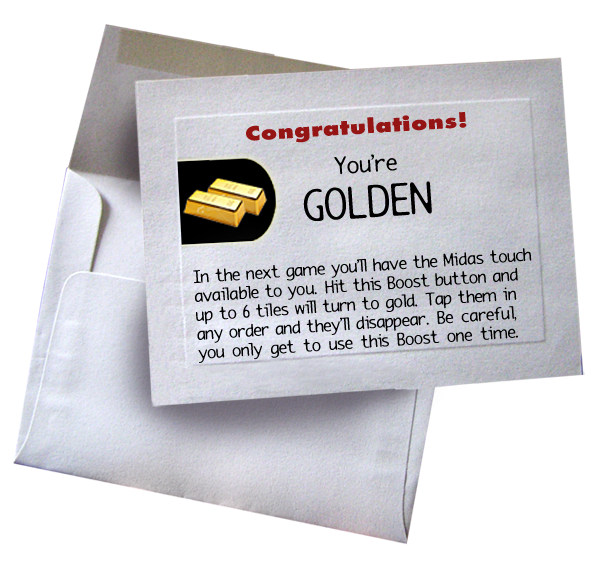 Congratulations!
You're
GOLDEN
In the next game you'll have the Midas touch
available to you. Hit this Boost button and
up to 6 tiles will turn to gold. Tap them in
any order and they'll disappear. Be careful,
you only get to use this Boost one time.